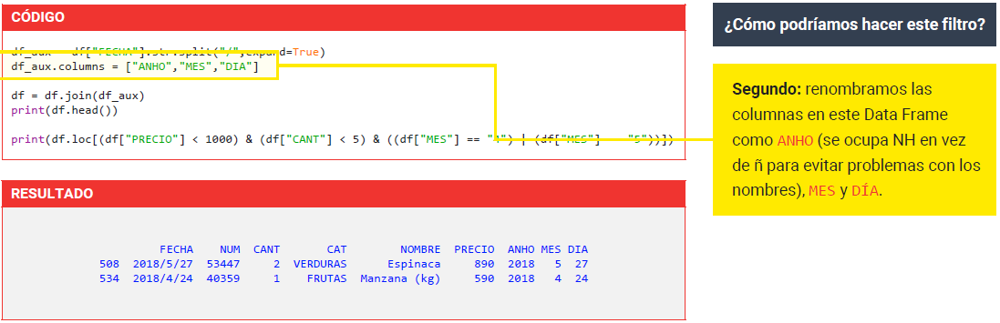 CÓDIGO
df_aux = df["FECHA"].str.split("/",expand=True)
df_aux.columns = ["ANHO","MES","DIA"]
df = df.join(df_aux)
print(df.head())
print(df.loc[(df["PRECIO"] < 1000) & (df["CANT"] < 5) & ((df["MES"] == "4") | (df["MES"] == "5"))])
RESULTADO
FECHA NUM CANT CAT NOMBRE PRECIO ANHO MES DIA
508 2018/5/27 53447 2 VERDURAS Espinaca 890 2018 5 27
534 2018/4/24 40359 1 FRUTAS Manzana (kg) 590 2018 4 24
¿Cómo podríamos hacer este filtro?
Segundo: renombramos las
columnas en este Data Frame
como ANHO (se ocupa NH en vez
de ñ para evitar problemas con los
nombres), MES y DÍA.